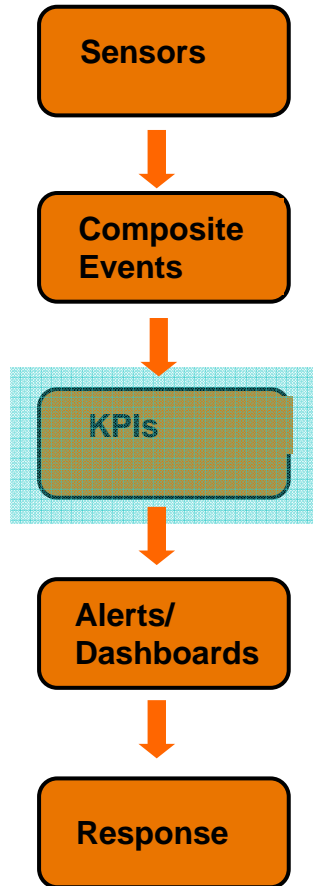 Sensors
Composite
Events
KPIs
Alerts/
Dashboards
Response